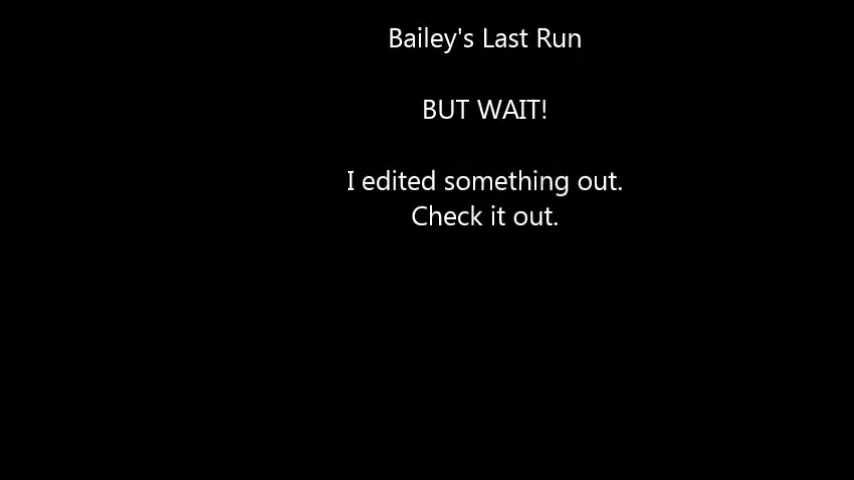 Bailey's Last Run
BUT WAIT!
I edited something out.
Check it out.